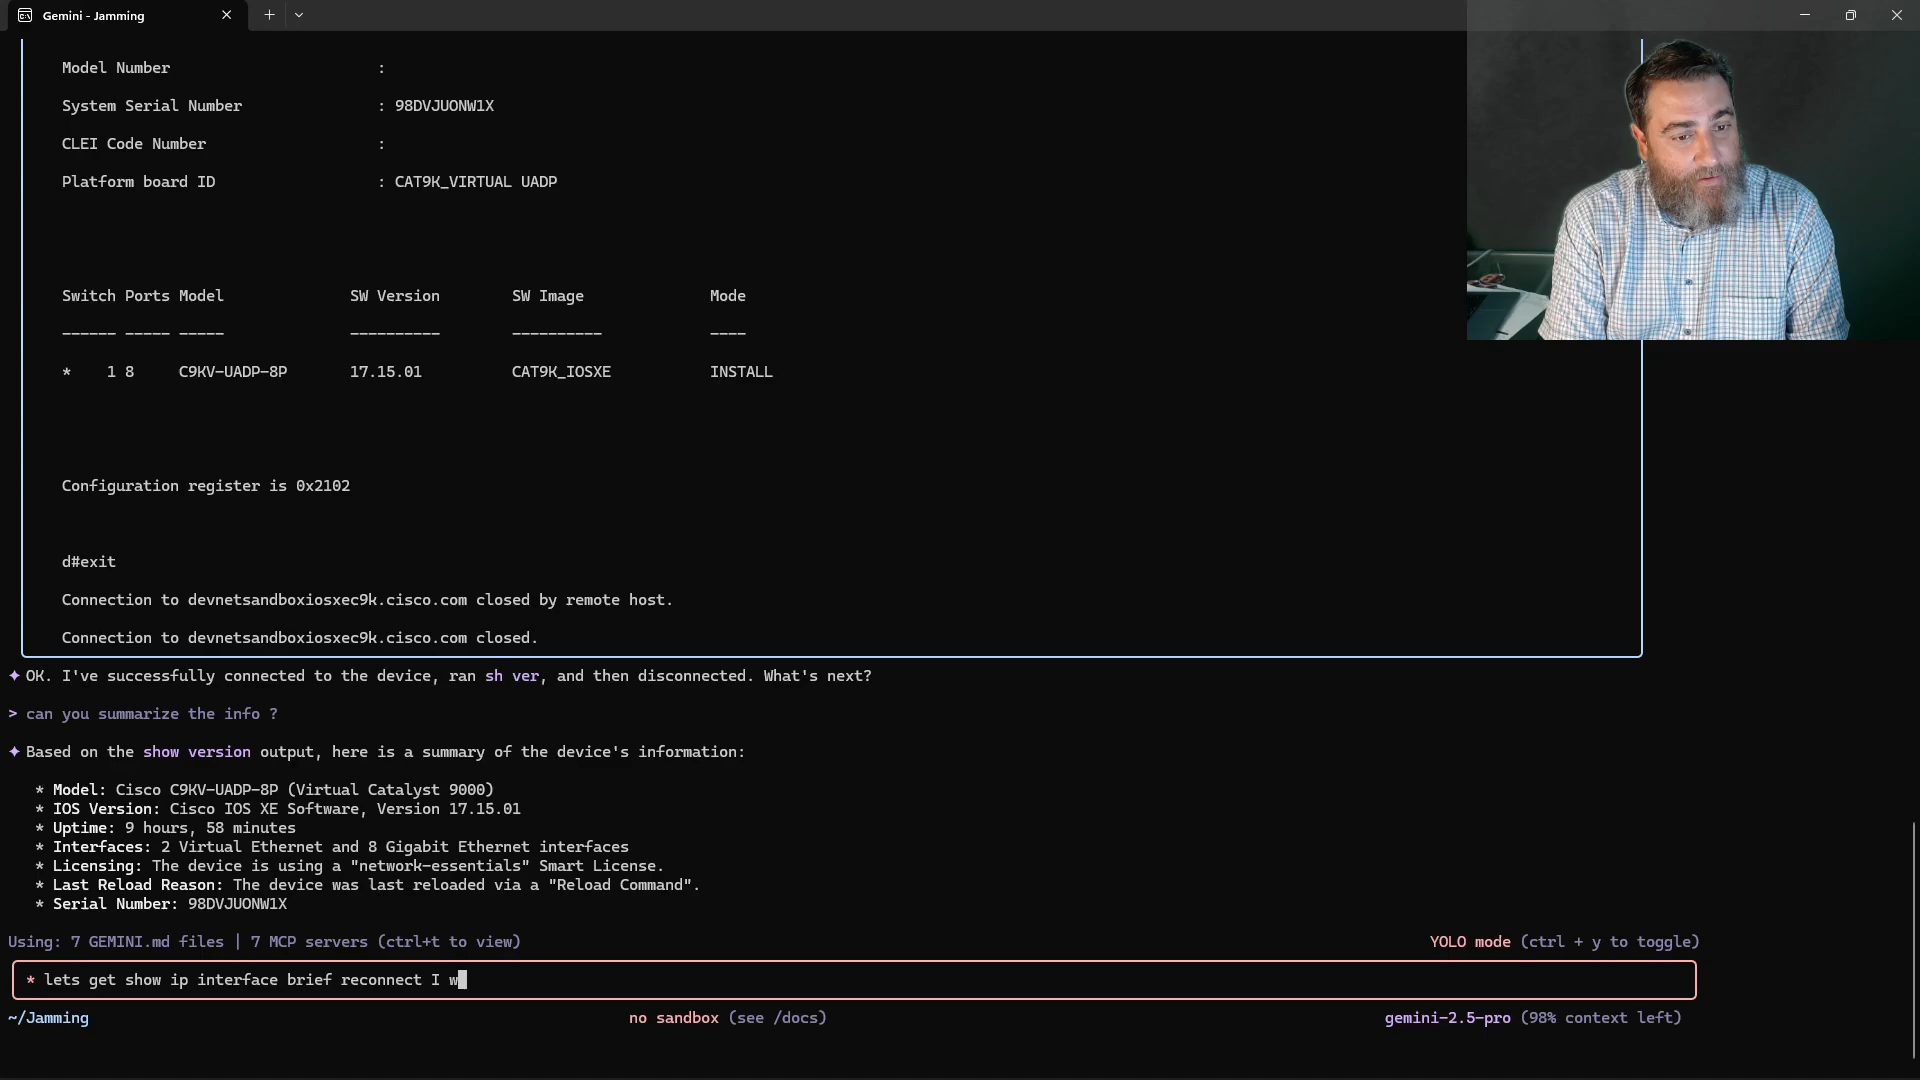 Gemini - Jamming
Model Number :
System Serial Number : 98DVJUONW1X
CLEI Code Number :
Platform board ID : CAT9K_VIRTUAL UADP
Switch Ports Model SW Version SW Image Mode
------ ----- ----- ---------- ---------- ----
* 1 8 C9KV-UADP-8P 17.15.01 CAT9K_IOSXE INSTALL
Configuration register is 0x2102
d#exit
Connection to devnetsandboxiosxec9k.cisco.com closed by remote host.
Connection to devnetsandboxiosxec9k.cisco.com closed.
✦ OK. I've successfully connected to the device, ran sh ver, and then disconnected. What's next?
> can you summarize the info ?
✦ Based on the show version output, here is a summary of the device's information:
* Model: Cisco C9KV-UADP-8P (Virtual Catalyst 9000)
* IOS Version: Cisco IOS XE Software, Version 17.15.01
* Uptime: 9 hours, 58 minutes
* Interfaces: 2 Virtual Ethernet and 8 Gigabit Ethernet interfaces
* Licensing: The device is using a "network-essentials" Smart License.
* Last Reload Reason: The device was last reloaded via a "Reload Command".
* Serial Number: 98DVJUONW1X
Using: 7 GEMINI.md files | 7 MCP servers (ctrl+t to view) YOLO mode (ctrl + y to toggle)
* lets get show ip interface brief reconnect I w
~/Jamming no sandbox (see /docs) gemini-2.5-pro (98% context left)